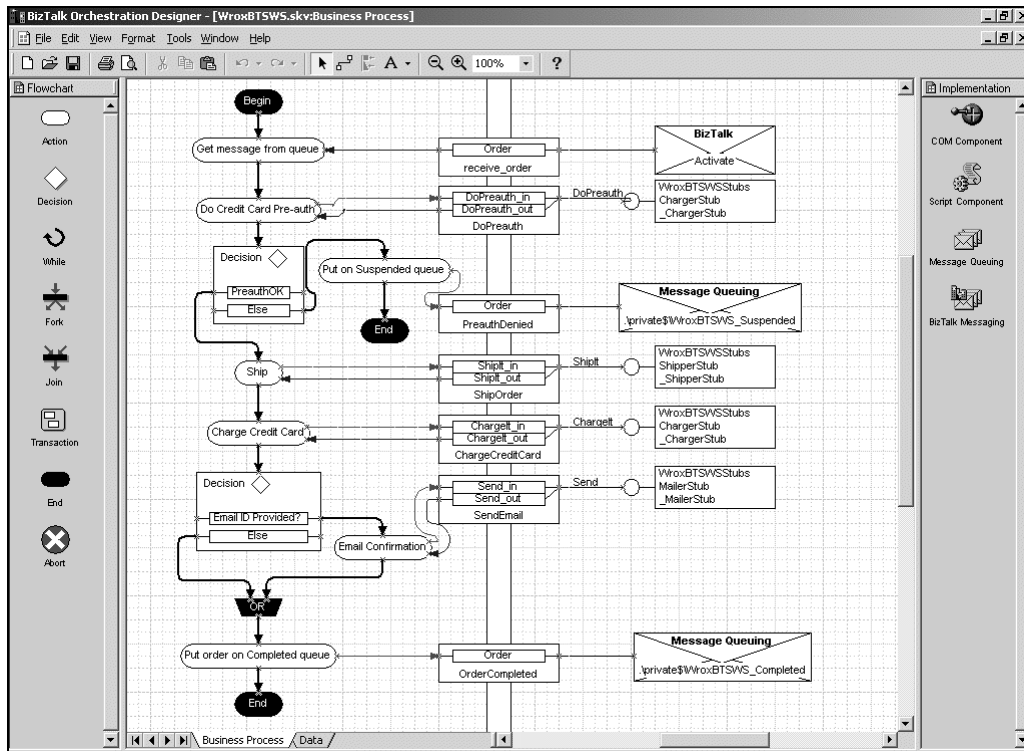 BizTalk Orchestration Designer - [WroxBTSWS.skv:Business Process]
File Edit View Format Tools Window Help
A 100% ?
Flowchart
Action
Decision
While
Fork
Join
Transaction
End
Abort
Begin
Get message from queue
Do Credit Card Pre-auth
Decision
PreauthOK
Else
Put on Suspended queue
End
Ship
Charge Credit Card
Decision
Email ID Provided?
Else
Email Confirmation
OR
Put order on Completed queue
End
Order
receive_order
DoPreauth_in
DoPreauth_out
DoPreauth
Order
PreauthDenied
ShipIt_in
ShipIt_out
ShipOrder
ChargeIt_in
ChargeIt_out
ChargeCreditCard
Send_in
Send_out
SendEmail
Order
OrderCompleted
BizTalk
Activate
DoPreauth
WroxBTSWSStubs
ChargerStub
_ChargerStub
Message Queuing
.\private$\WroxBTSWS_Suspended
ShipIt
WroxBTSWSStubs
ShipperStub
_ShipperStub
ChargeIt
WroxBTSWSStubs
ChargerStub
_ChargerStub
Send
WroxBTSWSStubs
MailerStub
_MailerStub
Message Queuing
.\private$\WroxBTSWS_Completed
Implementation
COM Component
Script Component
Message Queuing
BizTalk Messaging
Business Process Data